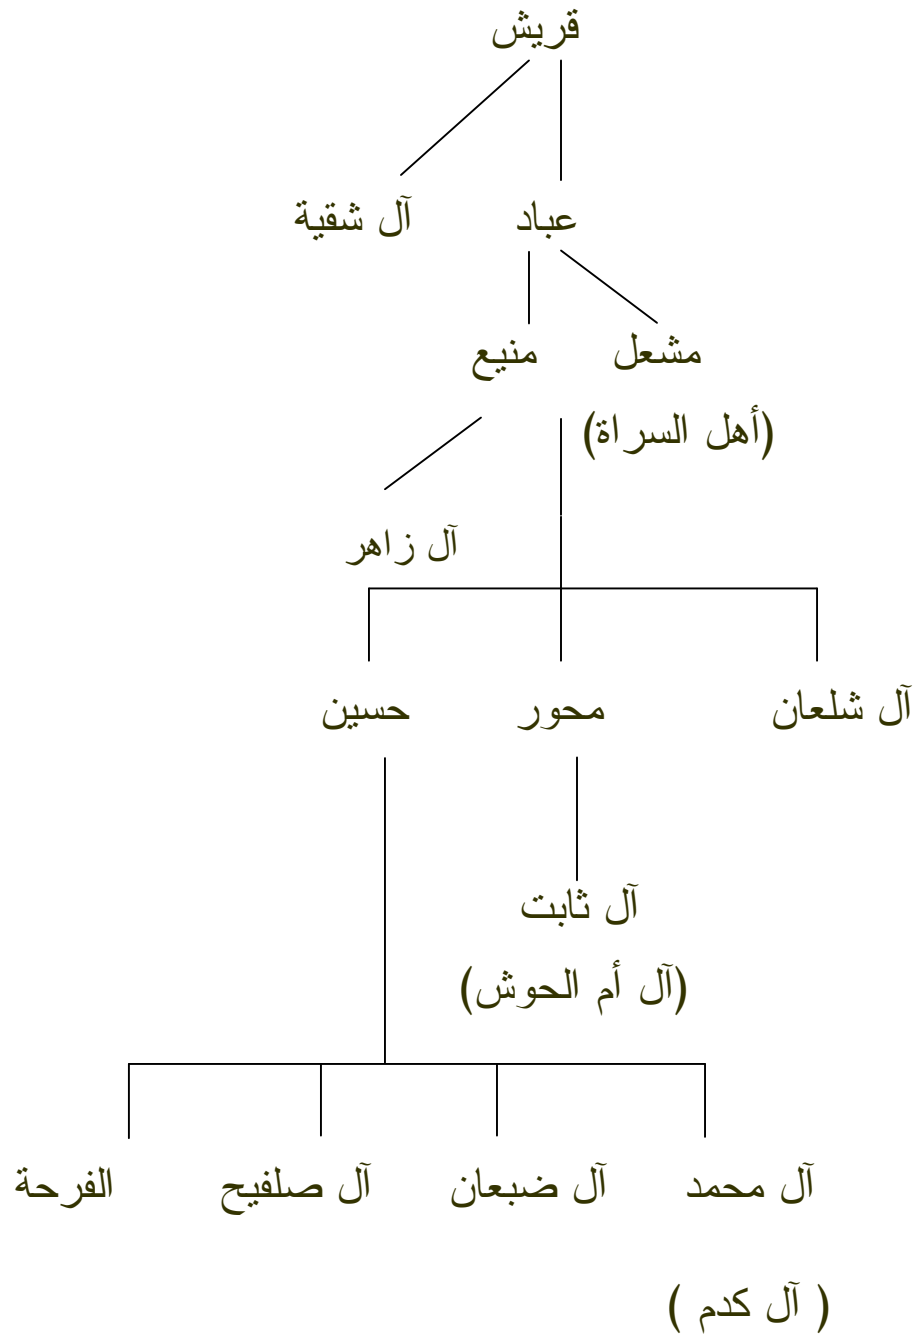 قريش
عباد آل شقية
مشعل منيع
(أهل السراة)
آل زاهر
آل شلعان محور حسين
آل ثابت
(آل أم الحوش)
آل محمد آل ضبعان آل صلفيح الفرحة
( آل كدم )